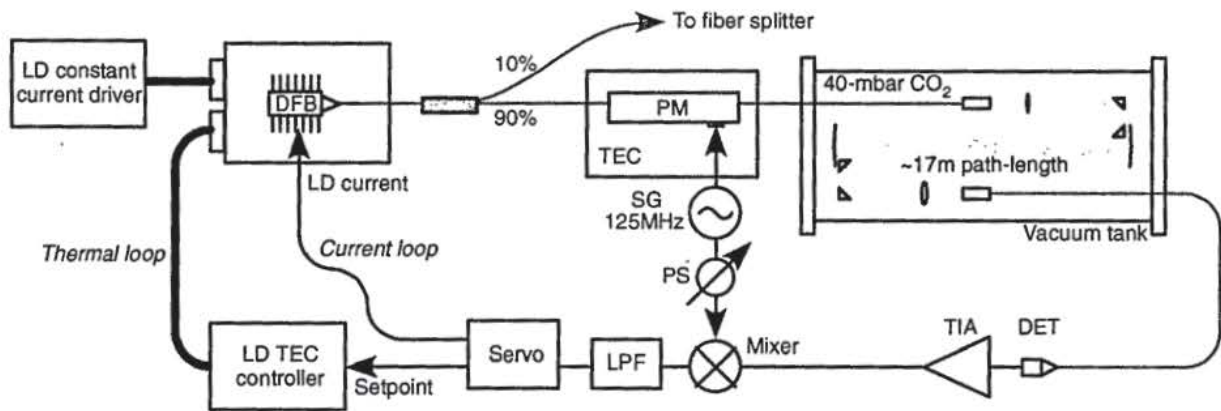 To fiber splitter
LD constant
current driver
DFB
10%
90%
PM
TEC
40-mbar CO₂
~17m path-length
Vacuum tank
LD current
SG
125MHz
PS
Thermal loop
Current loop
LD TEC
controller
Setpoint
Servo
LPF
Mixer
TIA
DET